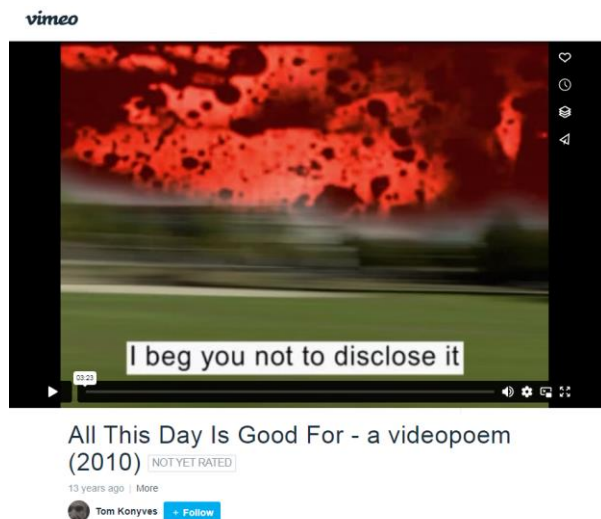 vimeo
I beg you not to disclose it
03:23
All This Day Is Good For - a videopoem
(2010) NOT YET RATED
13 years ago | More
Tom Konyves + Follow